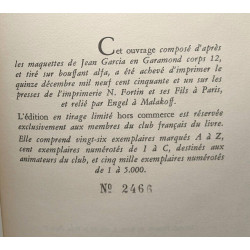 Cet ouvrage composé d'après
les maquettes de Jean Garcia en Garamond corps 12,
et tiré sur bouffant alfa, a été achevé d'imprimer le
quinze décembre mil neuf cent cinquante et un sur les
presses de l'imprimerie N. Fortin et ses Fils à Paris,
et relié par Engel à Malakoff.
L'édition en tirage limité hors commerce est réservée
exclusivement aux membres du club français du livre.
Elle comprend vingt-six exemplaires marqués A à Z,
cent exemplaires numérotés de 1 à C, destinés aux
animateurs du club, et cinq mille exemplaires numérotés
de 1 à 5.000.
No 2466